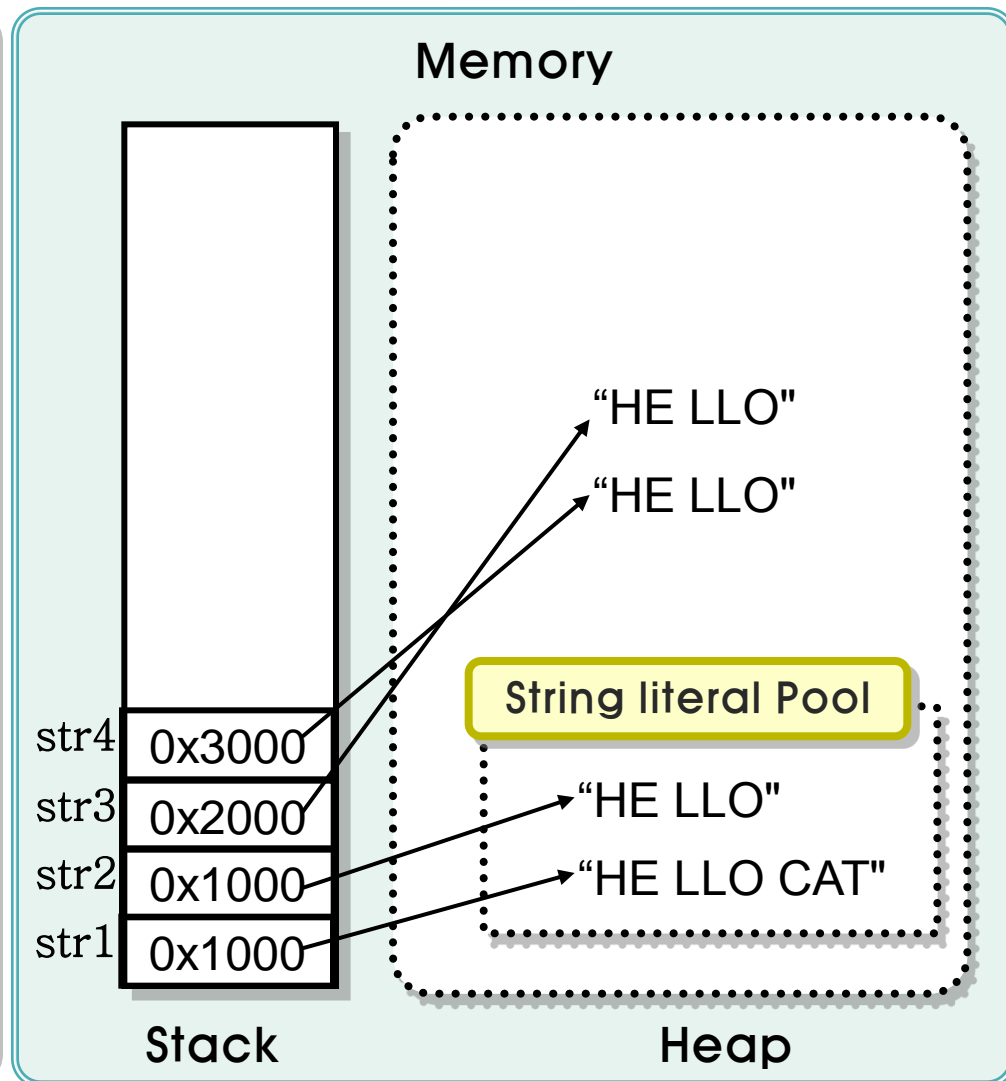 Memory
“HE LLO"
“HE LLO"
String literal Pool
str4 0x3000
str3 0x2000
“HE LLO"
str2 0x1000
“HE LLO CAT"
str1 0x1000
Stack
Heap